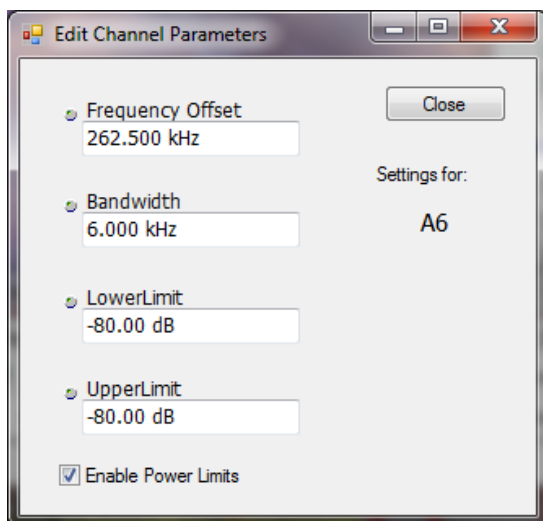 Edit Channel Parameters
Frequency Offset
262.500 kHz
Close
Settings for:
A6
Bandwidth
6.000 kHz
LowerLimit
-80.00 dB
UpperLimit
-80.00 dB
Enable Power Limits